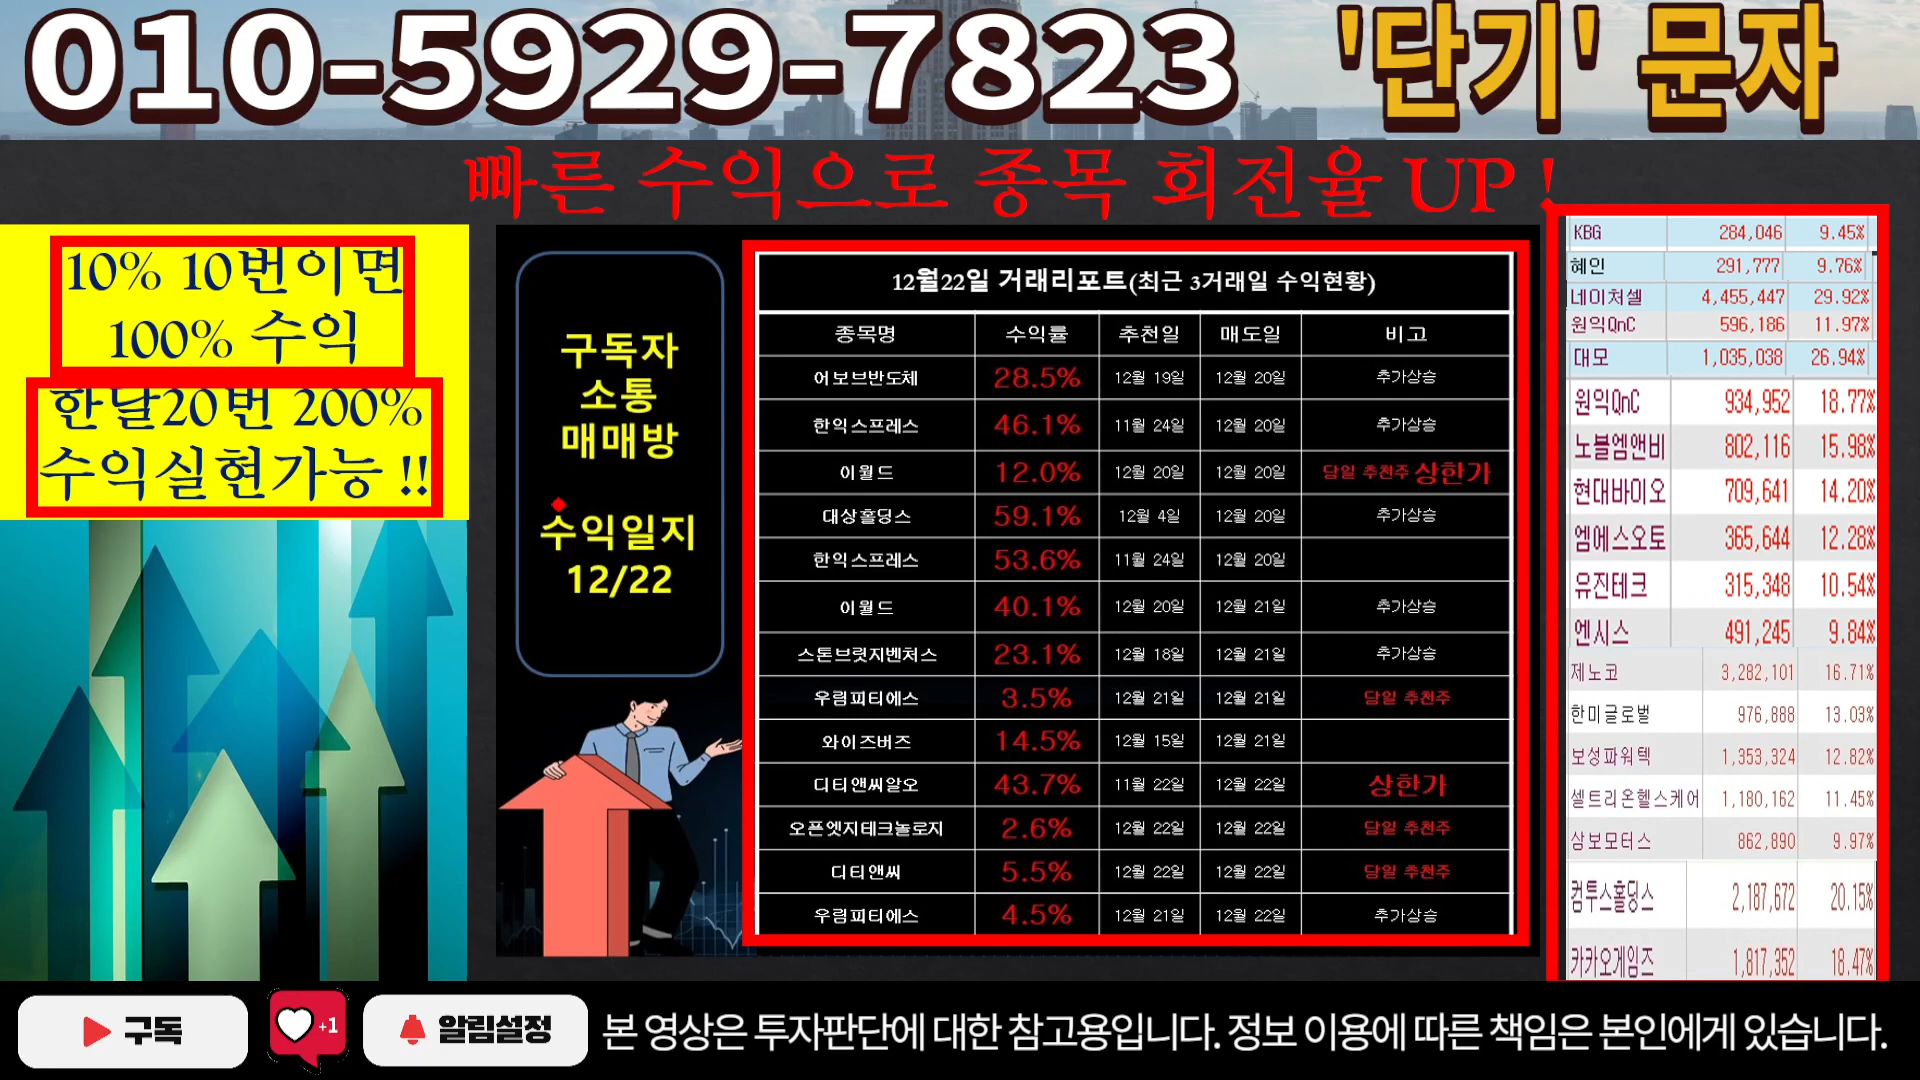 010-5929-7823 '단기' 문자
빠른 수익으로 종목 회전율 UP !
10% 10번이면
100% 수익
한달20번 200%
수익실현가능 !!
구독자
소통
매매방
수익일지
12/22
12월22일 거래리포트(최근 3거래일 수익현황)
종목명 수익률 추천일 매도일 비고
어보브반도체 28.5% 12월 19일 12월 20일 추가상승
한익스프레스 46.1% 11월 24일 12월 20일 추가상승
이월드 12.0% 12월 20일 12월 20일 당일 추천주 상한가
대상홀딩스 59.1% 12월 4일 12월 20일 추가상승
한익스프레스 53.6% 11월 24일 12월 20일
이월드 40.1% 12월 20일 12월 21일 추가상승
스톤브릿지벤처스 23.1% 12월 18일 12월 21일 추가상승
우림피티에스 3.5% 12월 21일 12월 21일 당일 추천주
와이즈버즈 14.5% 12월 15일 12월 21일
디티앤씨알오 43.7% 11월 22일 12월 22일 상한가
오픈엣지테크놀로지 2.6% 12월 22일 12월 22일 당일 추천주
디티앤씨 5.5% 12월 22일 12월 22일 당일 추천주
우림피티에스 4.5% 12월 21일 12월 22일 추가상승
KBG 284,046 9.45%
혜인 291,777 9.76%
네이처셀 4,455,447 29.92%
원익QnC 596,186 11.97%
대모 1,035,038 26.94%
원익QnC 934,952 18.77%
노블엠앤비 802,116 15.98%
현대바이오 709,641 14.20%
엠에스오토 365,644 12.28%
유진테크 315,348 10.54%
엔시스 491,245 9.84%
제노코 3,282,101 16.71%
한미글로벌 976,888 13.03%
보성파워텍 1,353,324 12.82%
셀트리온헬스케어 1,180,162 11.45%
삼보모터스 862,890 9.97%
컴투스홀딩스 2,187,672 20.15%
카카오게임즈 1,817,352 18.47%
구독 +1 알림설정 본 영상은 투자판단에 대한 참고용입니다. 정보 이용에 따른 책임은 본인에게 있습니다.